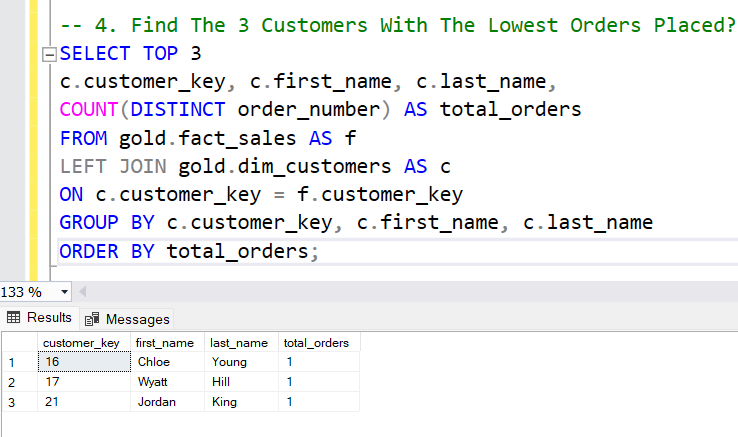 -- 4. Find The 3 Customers With The Lowest Orders Placed?
SELECT TOP 3
c.customer_key, c.first_name, c.last_name,
COUNT(DISTINCT order_number) AS total_orders
FROM gold.fact_sales AS f
LEFT JOIN gold.dim_customers AS c
ON c.customer_key = f.customer_key
GROUP BY c.customer_key, c.first_name, c.last_name
ORDER BY total_orders;
133 %
Results Messages
customer_key first_name last_name total_orders
1 16 Chloe Young 1
2 17 Wyatt Hill 1
3 21 Jordan King 1